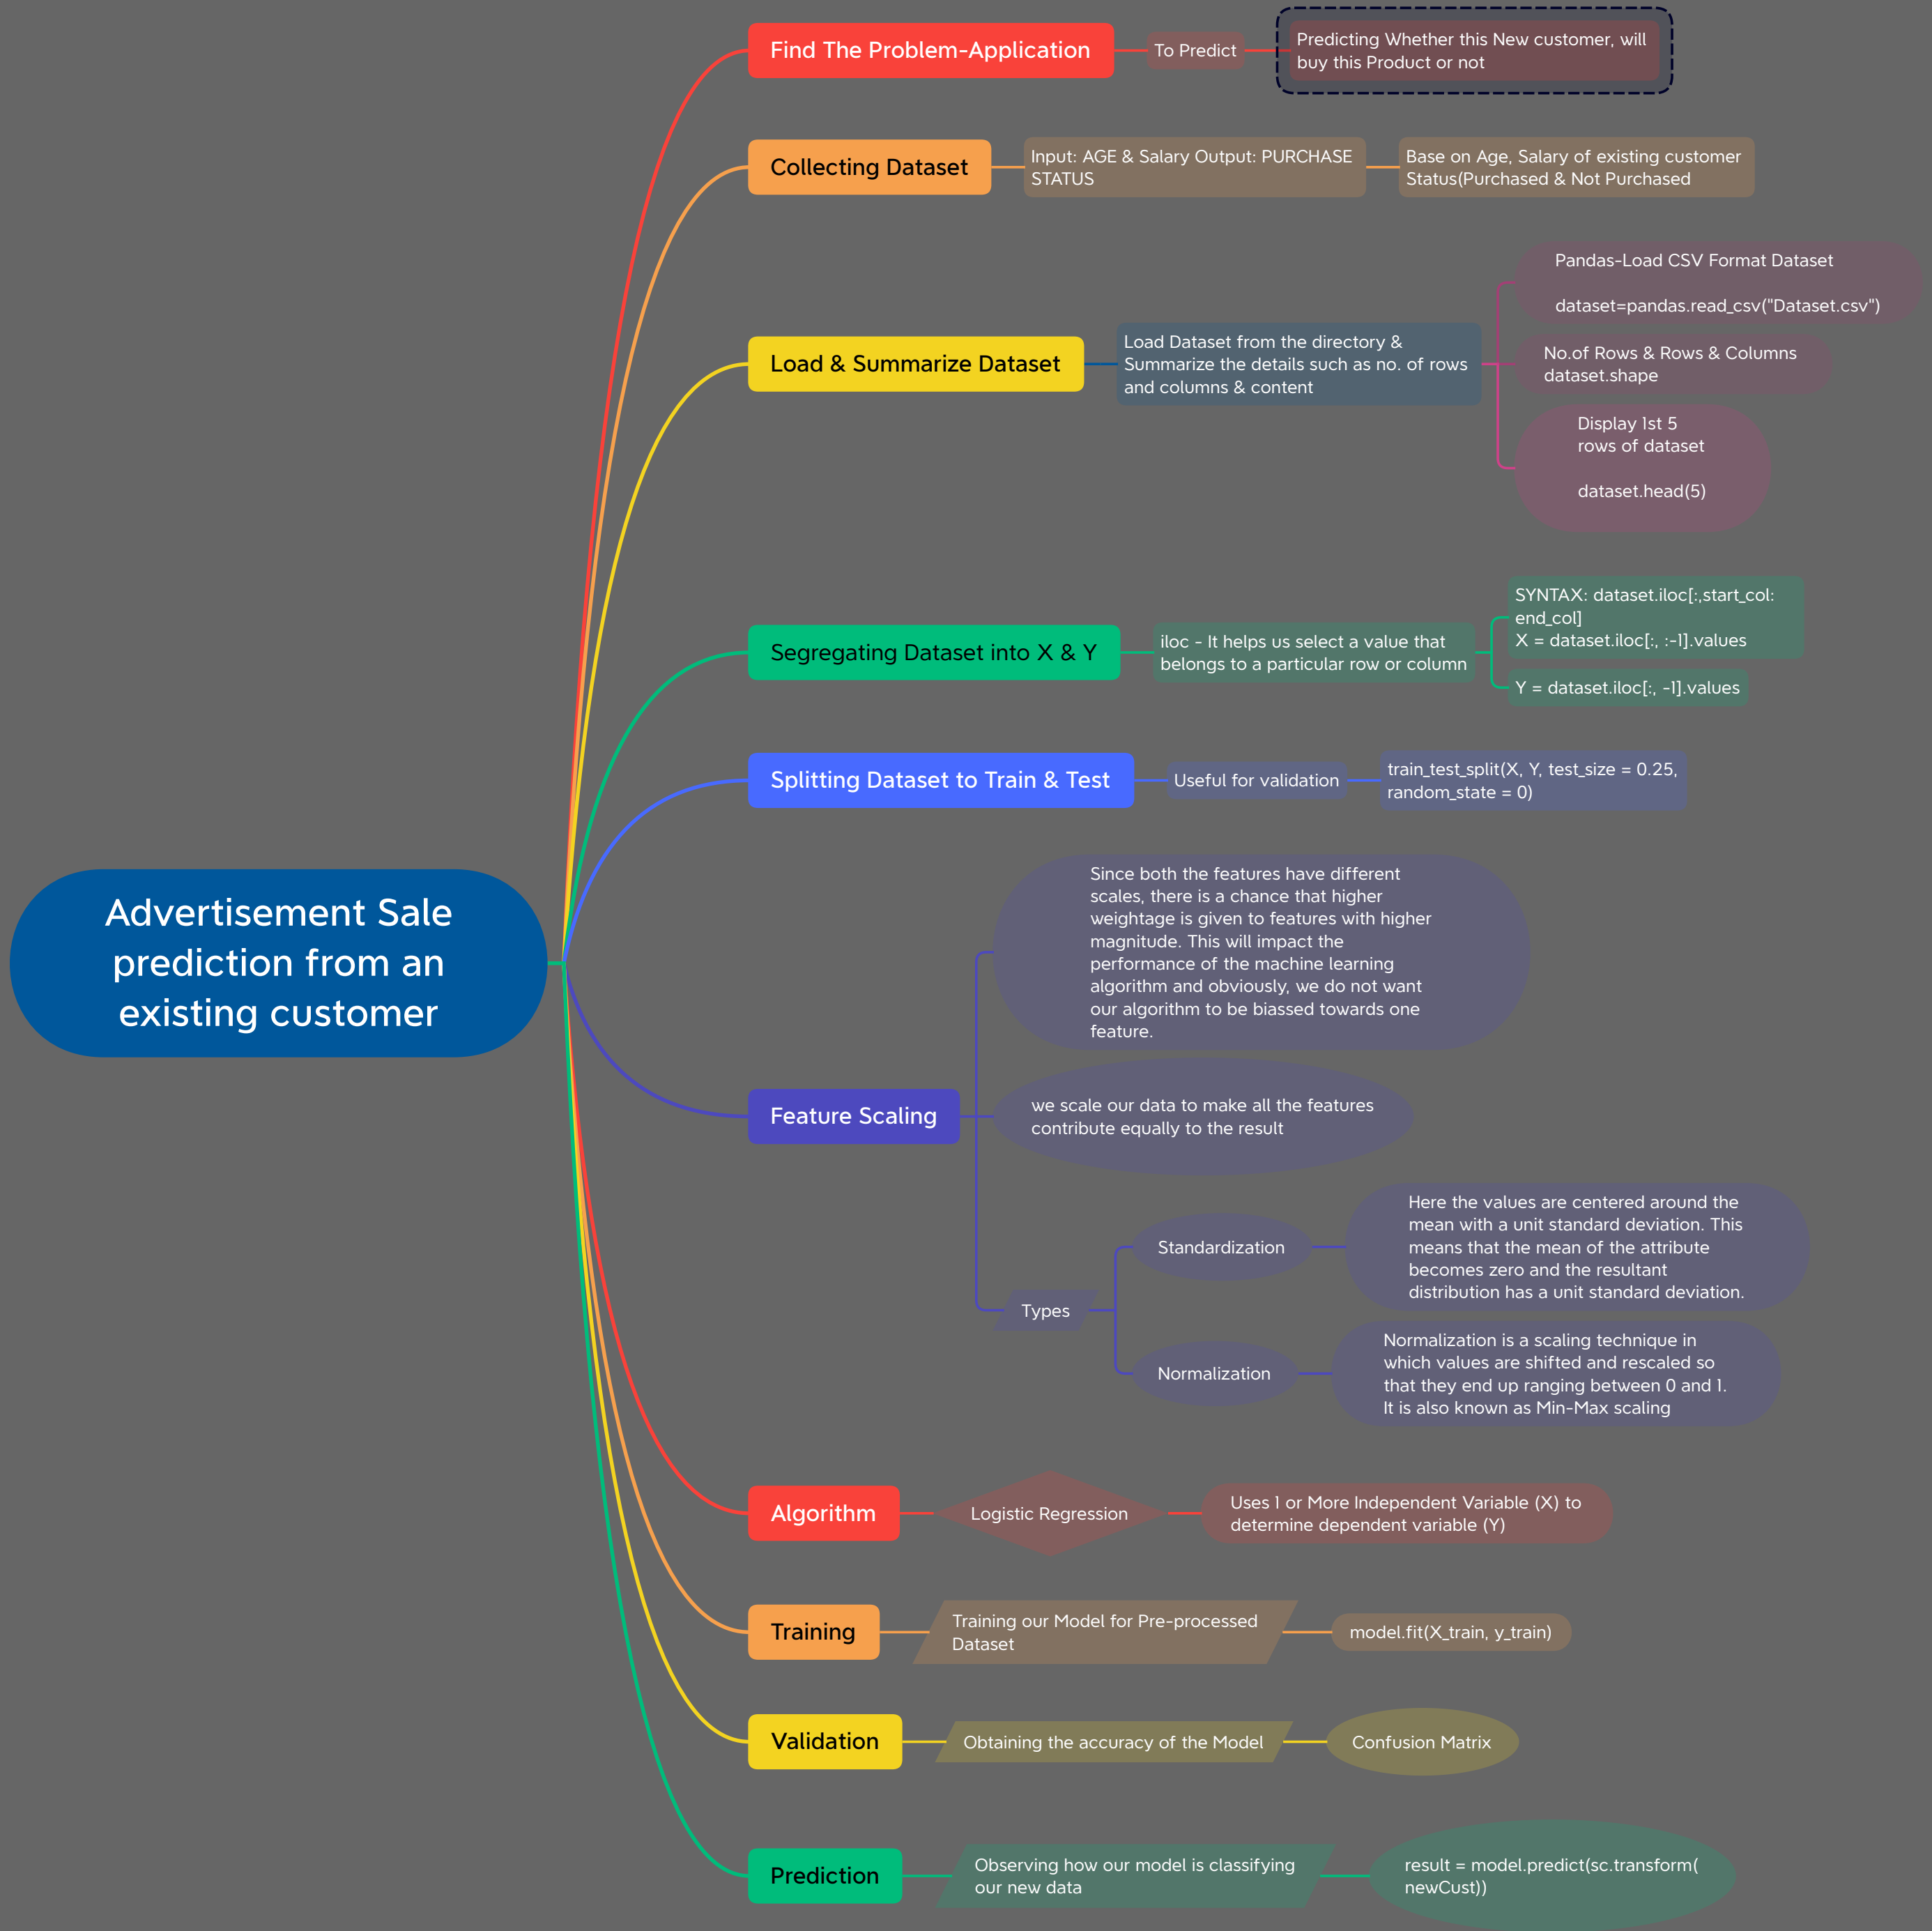 Advertisement Sale
prediction from an
existing customer
Find The Problem-Application
To Predict
Predicting Whether this New customer, will
buy this Product or not
Collecting Dataset
Input: AGE & Salary Output: PURCHASE
STATUS
Base on Age, Salary of existing customer
Status(Purchased & Not Purchased
Load & Summarize Dataset
Load Dataset from the directory &
Summarize the details such as no. of rows
and columns & content
Pandas-Load CSV Format Dataset
dataset=pandas.read_csv("Dataset.csv")
No.of Rows & Rows & Columns
dataset.shape
Display 1st 5
rows of dataset
dataset.head(5)
Segregating Dataset into X & Y
iloc - It helps us select a value that
belongs to a particular row or column
SYNTAX: dataset.iloc[:,start_col:
end_col]
X = dataset.iloc[:, :-1].values
Y = dataset.iloc[:, -1].values
Splitting Dataset to Train & Test
Useful for validation
train_test_split(X, Y, test_size = 0.25,
random_state = 0)
Feature Scaling
Since both the features have different
scales, there is a chance that higher
weightage is given to features with higher
magnitude. This will impact the
performance of the machine learning
algorithm and obviously, we do not want
our algorithm to be biassed towards one
feature.
we scale our data to make all the features
contribute equally to the result
Types
Standardization
Here the values are centered around the
mean with a unit standard deviation. This
means that the mean of the attribute
becomes zero and the resultant
distribution has a unit standard deviation.
Normalization
Normalization is a scaling technique in
which values are shifted and rescaled so
that they end up ranging between 0 and 1.
It is also known as Min-Max scaling
Algorithm
Logistic Regression
Uses 1 or More Independent Variable (X) to
determine dependent variable (Y)
Training
Training our Model for Pre-processed
Dataset
model.fit(X_train, y_train)
Validation
Obtaining the accuracy of the Model
Confusion Matrix
Prediction
Observing how our model is classifying
our new data
result = model.predict(sc.transform(
newCust))